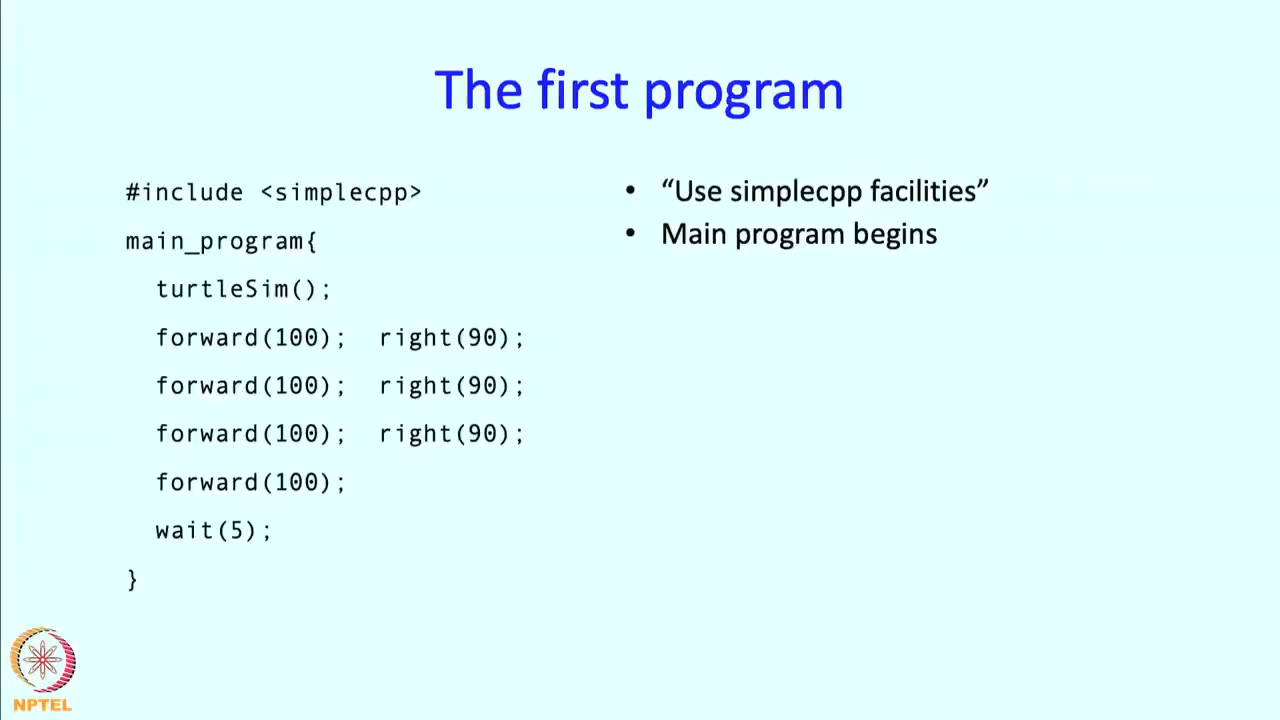 The first program
#include <simplecpp>
main_program{
turtleSim();
forward(100); right(90);
forward(100); right(90);
forward(100); right(90);
forward(100);
wait(5);
}
• “Use simplecpp facilities”
• Main program begins
NPTEL